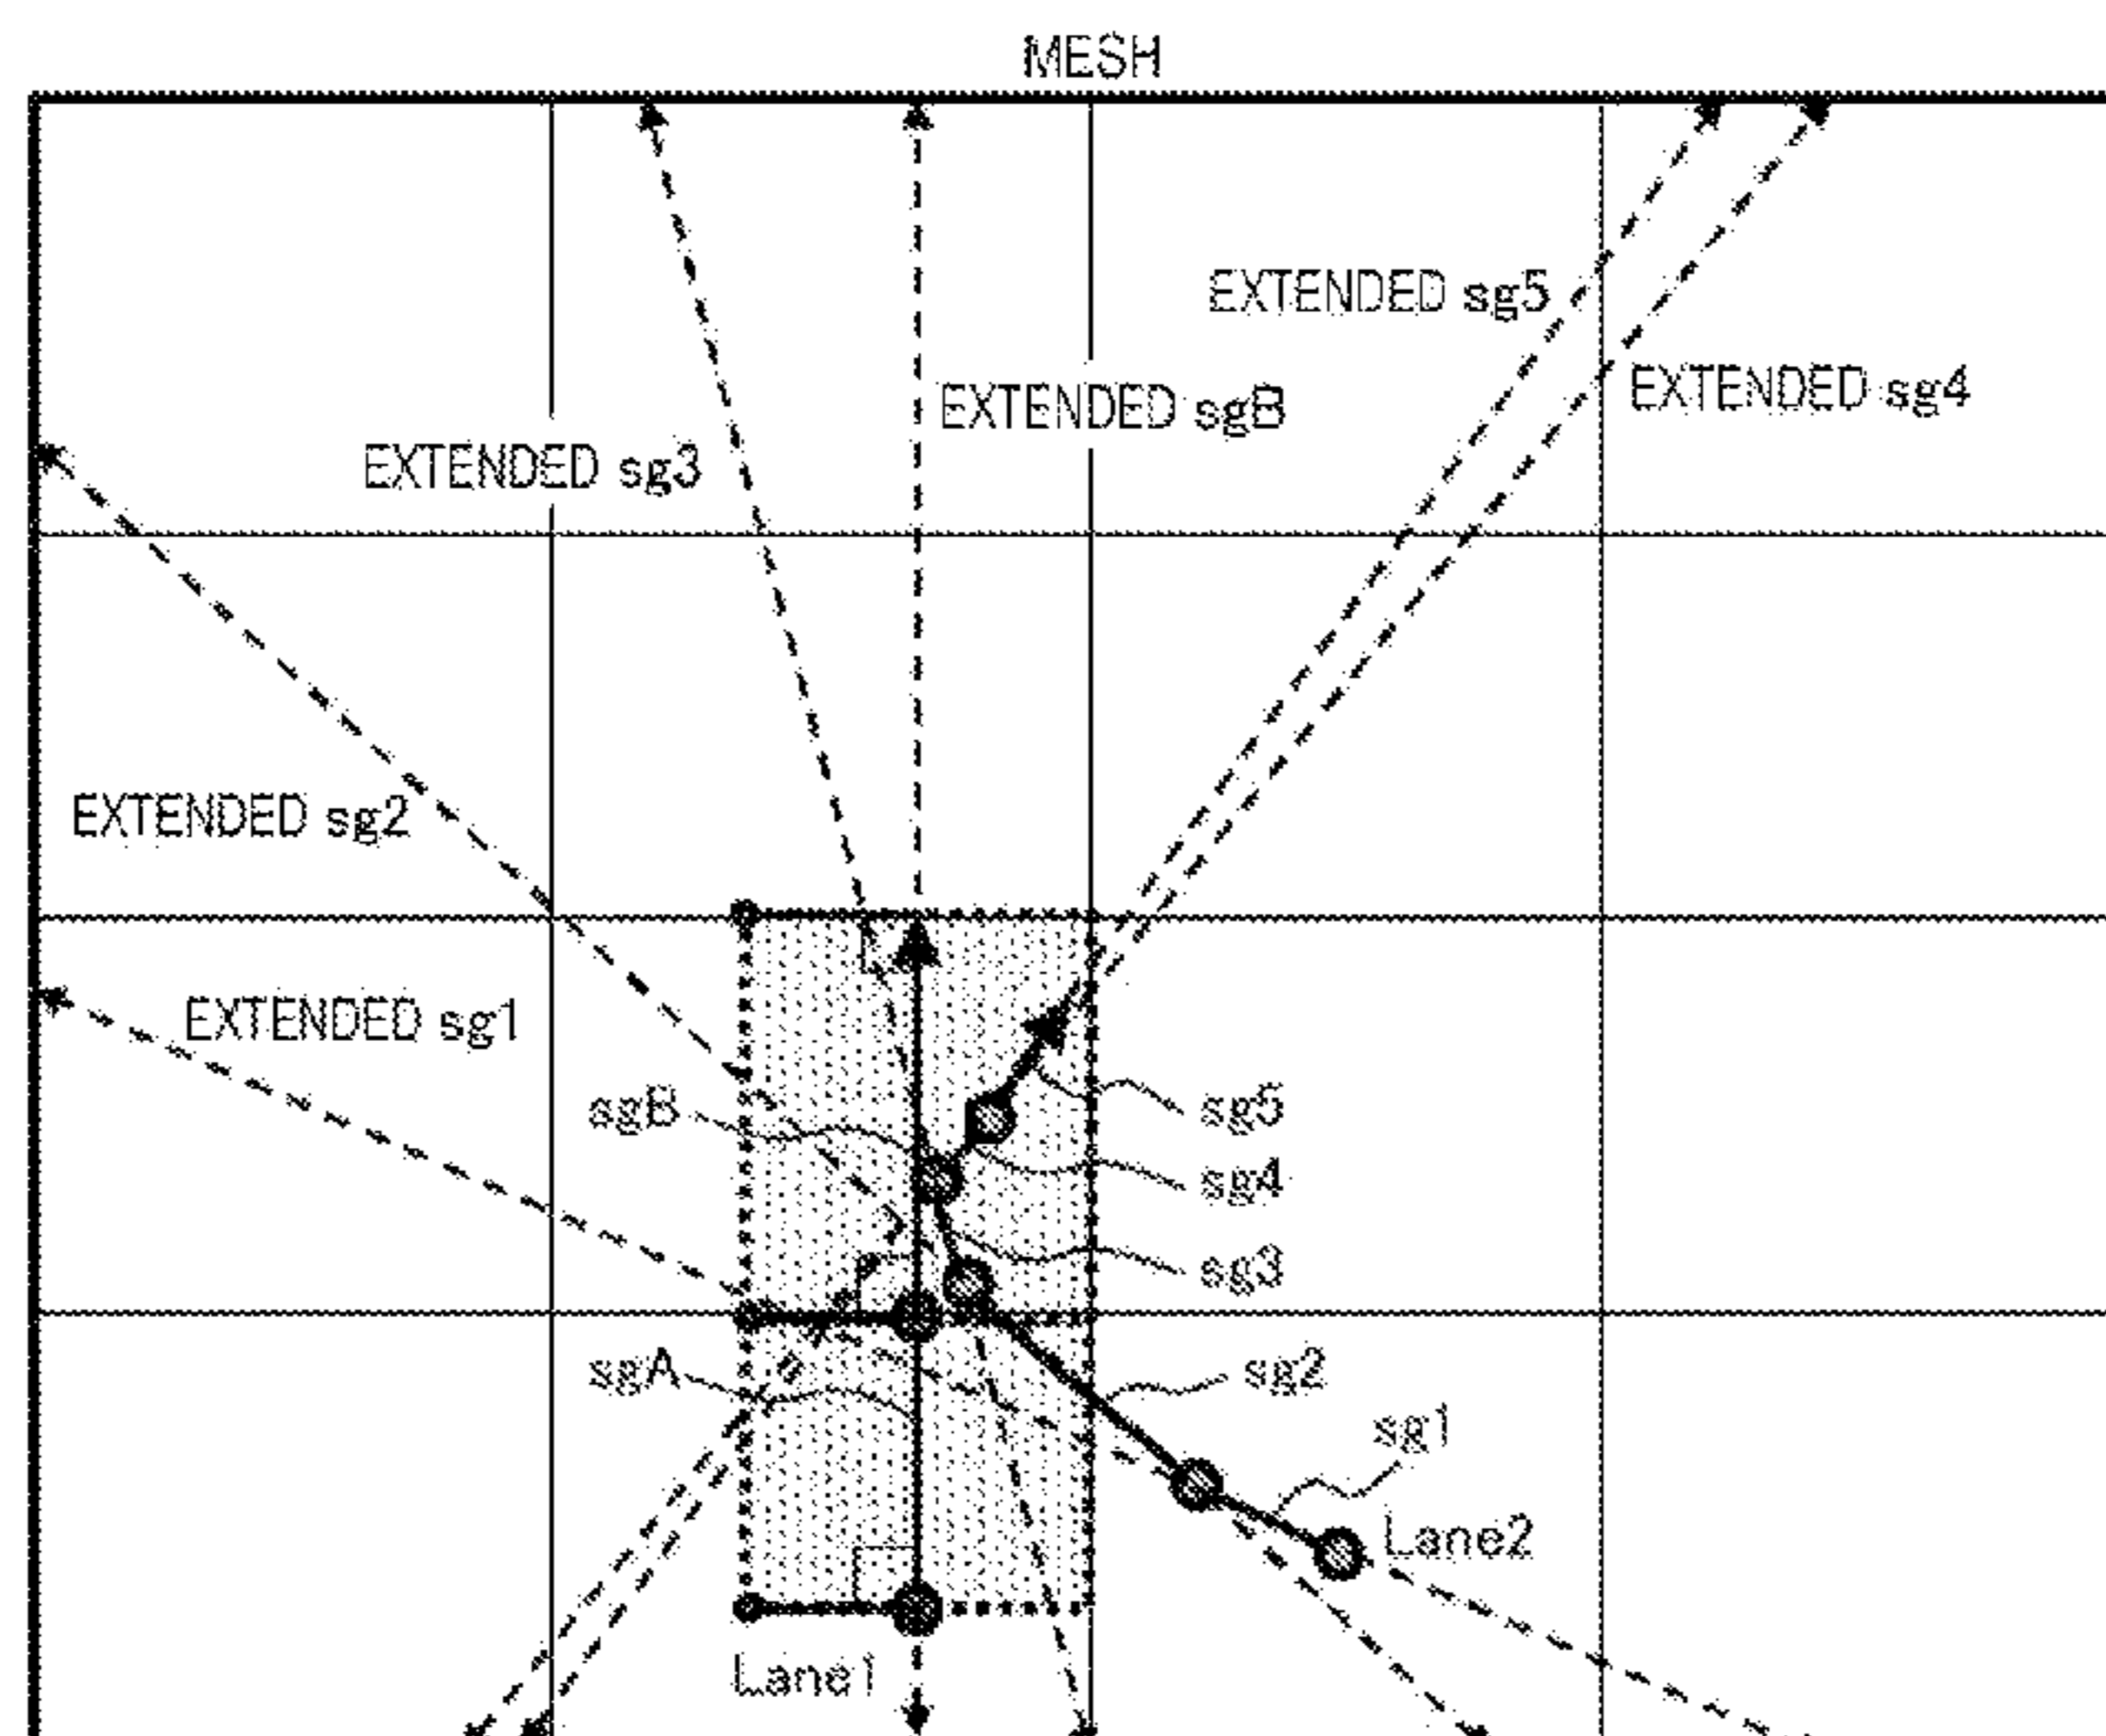 MESH
EXTENDED sg5
EXTENDED sg4
EXTENDED sgB
EXTENDED sg3
EXTENDED sg2
EXTENDED sg1
sgB
sg5
sg4
sg3
sgA
sg2
sg1
Lane2
Lane1